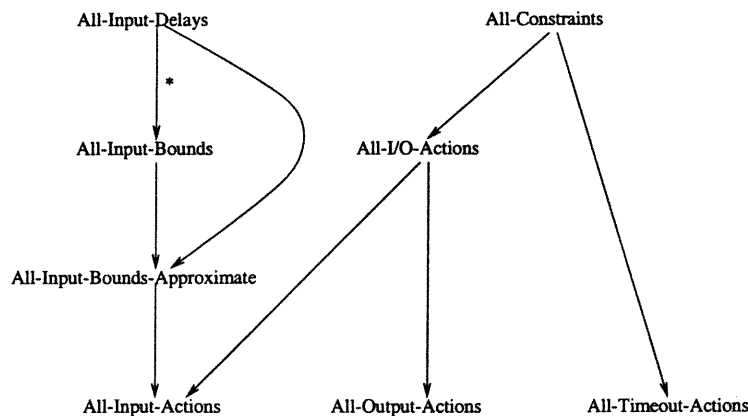 All-Input-Delays
All-Constraints
*
All-Input-Bounds
All-I/O-Actions
All-Input-Bounds-Approximate
All-Input-Actions
All-Output-Actions
All-Timeout-Actions